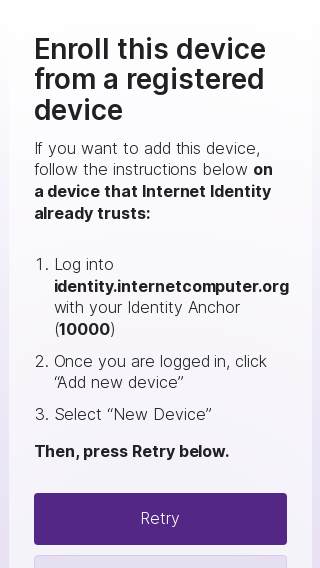 Enroll this device
from a registered
device
If you want to add this device,
follow the instructions below on
a device that Internet Identity
already trusts:
1. Log into
identity.internetcomputer.org
with your Identity Anchor
(10000)
2. Once you are logged in, click
“Add new device”
3. Select “New Device”
Then, press Retry below.
Retry